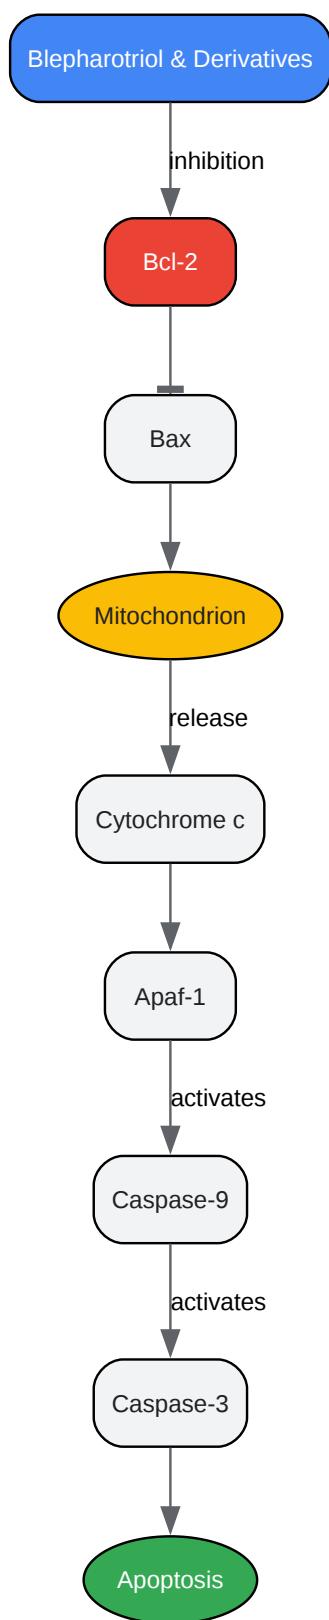 Blepharotriol & Derivatives
inhibition
Bcl-2
Bax
Mitochondrion
release
Cytochrome c
Apaf-1
activates
Caspase-9
activates
Caspase-3
Apoptosis